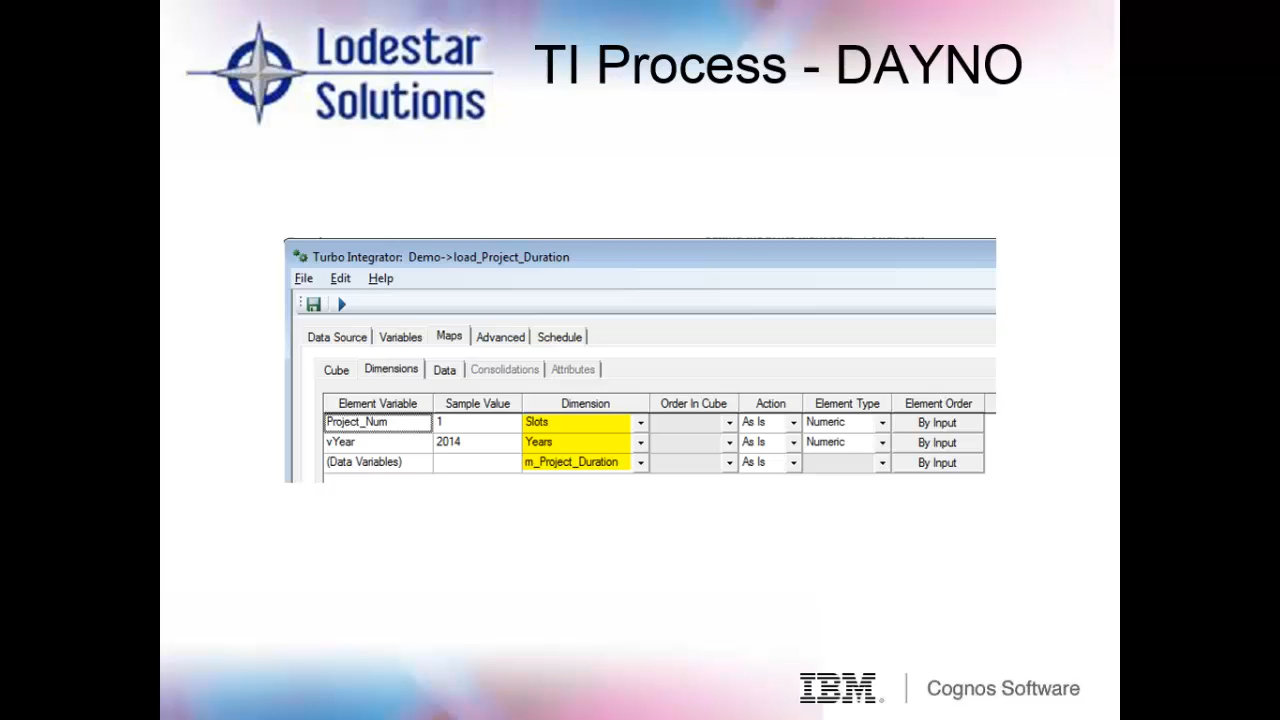 Lodestar
Solutions
TI Process - DAYNO
Turbo Integrator: Demo->load_Project_Duration
File Edit Help
Data Source Variables Maps Advanced Schedule
Cube Dimensions Data Consolidations Attributes
Element Variable Sample Value Dimension Order In Cube Action Element Type Element Order
Project_Num 1 Slots As Is Numeric By Input
vYear 2014 Years As Is Numeric By Input
(Data Variables) m_Project_Duration As Is By Input
IBM. Cognos Software